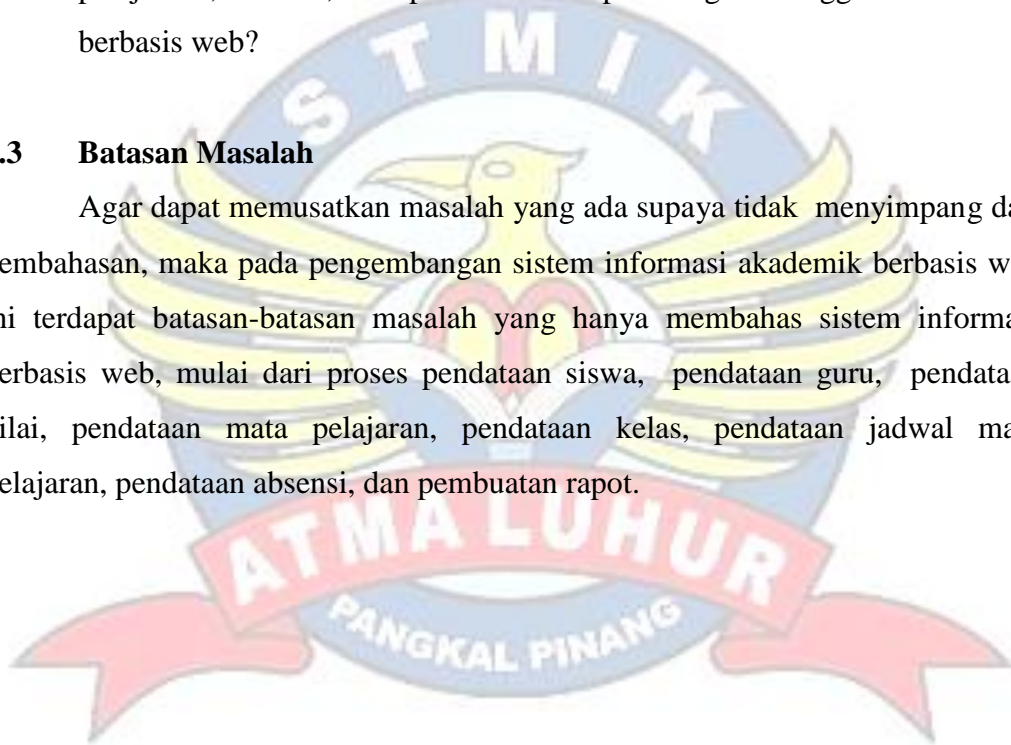 berbasis web?
.3 Batasan Masalah
Agar dapat memusatkan masalah yang ada supaya tidak menyimpang da
embahasan, maka pada pengembangan sistem informasi akademik berbasis w
ni terdapat batasan-batasan masalah yang hanya membahas sistem informa
erbasis web, mulai dari proses pendataan siswa, pendataan guru, pendata
ilai, pendataan mata pelajaran, pendataan kelas, pendataan jadwal ma
elajaran, pendataan absensi, dan pembuatan rapot.
STMIK
ATMA LUHUR
PANGKAL PINANG